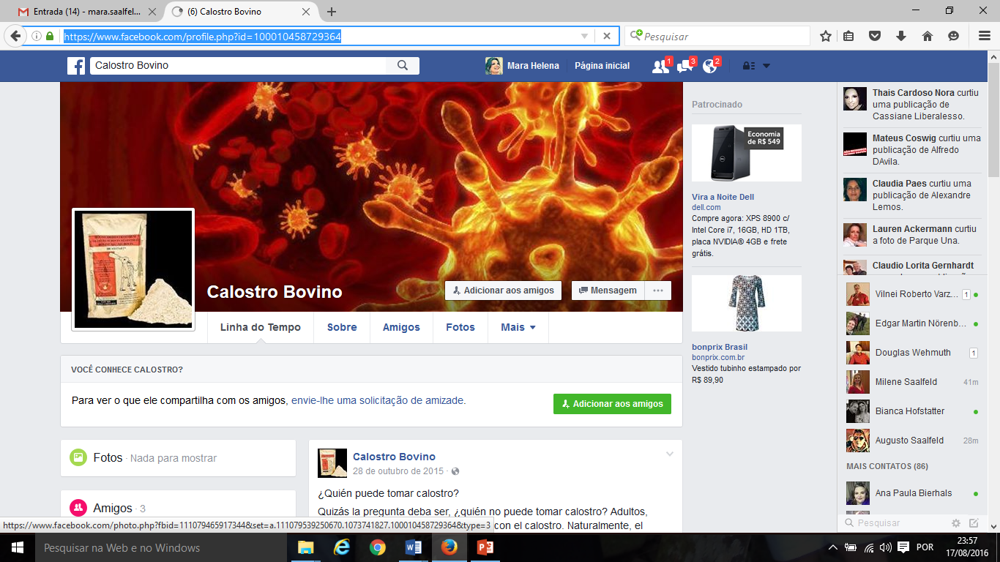 Entrada (14) - mara.saalfel...
(6) Calostro Bovino
https://www.facebook.com/profile.php?id=100010458729364
Pesquisar
Calostro Bovino
Mara Helena
Página inicial
1
3
2
Calostro Bovino
Adicionar aos amigos
Mensagem
Linha do Tempo
Sobre
Amigos
Fotos
Mais
VOCÊ CONHECE CALOSTRO?
Para ver o que ele compartilha com os amigos, envie-lhe uma solicitação de amizade.
Adicionar aos amigos
Fotos · Nada para mostrar
Amigos · 3
Calostro Bovino
28 de outubro de 2015 ·
¿Quién puede tomar calostro?
Quizás la pregunta deba ser, ¿quién no puede tomar calostro? Adultos,
con el calostro. Naturalmente, el
https://www.facebook.com/photo.php?fbid=111079465917344&set=a.111079539250670.1073741827.100010458729364&type=3
Patrocinado
Economia
de R$ 549
Vira a Noite Dell
dell.com
Compre agora: XPS 8900 c/
Intel Core i7, 16GB, HD 1TB,
placa NVIDIA® 4GB e frete
grátis.
bonprix Brasil
bonprix.com.br
Vestido tubinho estampado por
R$ 89,90
Thais Cardoso Nora curtiu
uma publicação de
Cassiane Liberalesso.
Mateus Coswig curtiu uma
publicação de Alfredo
DAvila.
Claudia Paes curtiu uma
publicação de Alexandre
Lemos.
Lauren Ackermann curtiu
a foto de Parque Una.
Claudio Lorita Gernhardt
Vilnei Roberto Varz...
1
Edgar Martin Nörenb...
Douglas Wehmuth
1
Milene Saalfeld
41m
Bianca Hofstatter
Augusto Saalfeld
28m
MAIS CONTATOS (86)
Ana Paula Bierhals
Pesquisar
Pesquisar na Web e no Windows
POR
23:57
17/08/2016